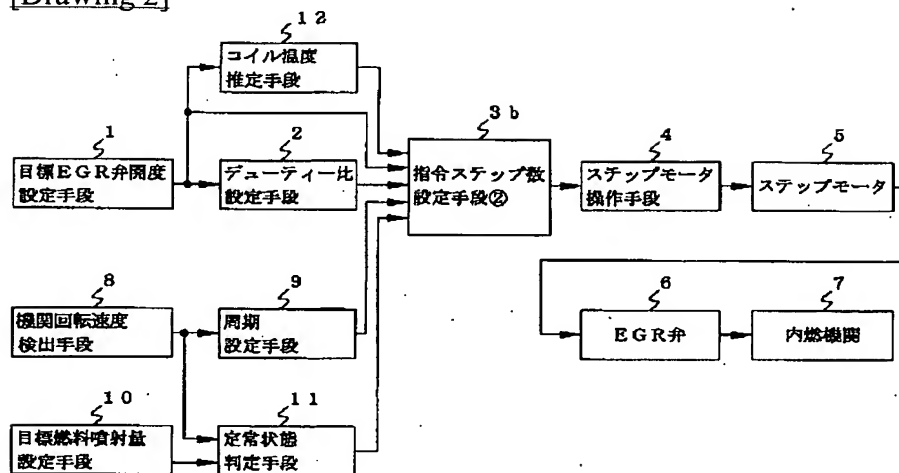 [Drawing 2]
12
コイル温度
推定手段
1
目標EGR弁開度
設定手段
2
デューティー比
設定手段
3b
指令ステップ数
設定手段②
4
ステップモータ
操作手段
5
ステップモータ
8
機関回転速度
検出手段
9
周期
設定手段
6
EGR弁
7
内燃機関
10
目標燃料噴射量
設定手段
11
定常状態
判定手段